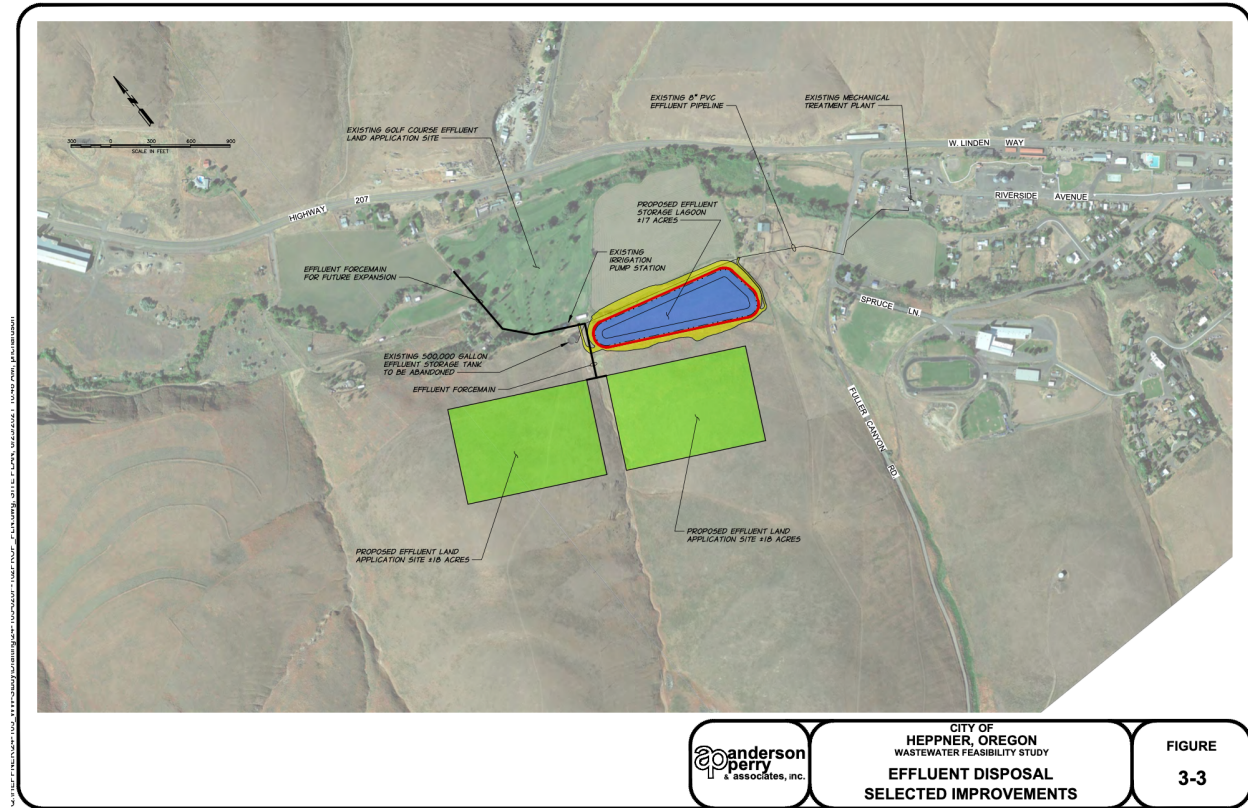 EXISTING 8" PVC
EFFLUENT PIPELINE
EXISTING MECHANICAL
TREATMENT PLANT
EXISTING GOLF COURSE EFFLUENT
LAND APPLICATION SITE
300 0 300 600 900
SCALE IN FEET
W. LINDEN WAY
RIVERSIDE AVENUE
HIGHWAY 207
PROPOSED EFFLUENT
STORAGE LAGOON
±17 ACRES
EXISTING
IRRIGATION
PUMP STATION
EFFLUENT FORCEMAIN
FOR FUTURE EXPANSION
SPRUCE LN.
EXISTING 500,000 GALLON
EFFLUENT STORAGE TANK
TO BE ABANDONED
EFFLUENT FORCEMAIN
FULLER CANYON RD.
PROPOSED EFFLUENT LAND
APPLICATION SITE ±18 ACRES
PROPOSED EFFLUENT LAND
APPLICATION SITE ±18 ACRES
ap anderson
perry
& associates, inc.
CITY OF
HEPPNER, OREGON
WASTEWATER FEASIBILITY STUDY
EFFLUENT DISPOSAL
SELECTED IMPROVEMENTS
FIGURE
3-3